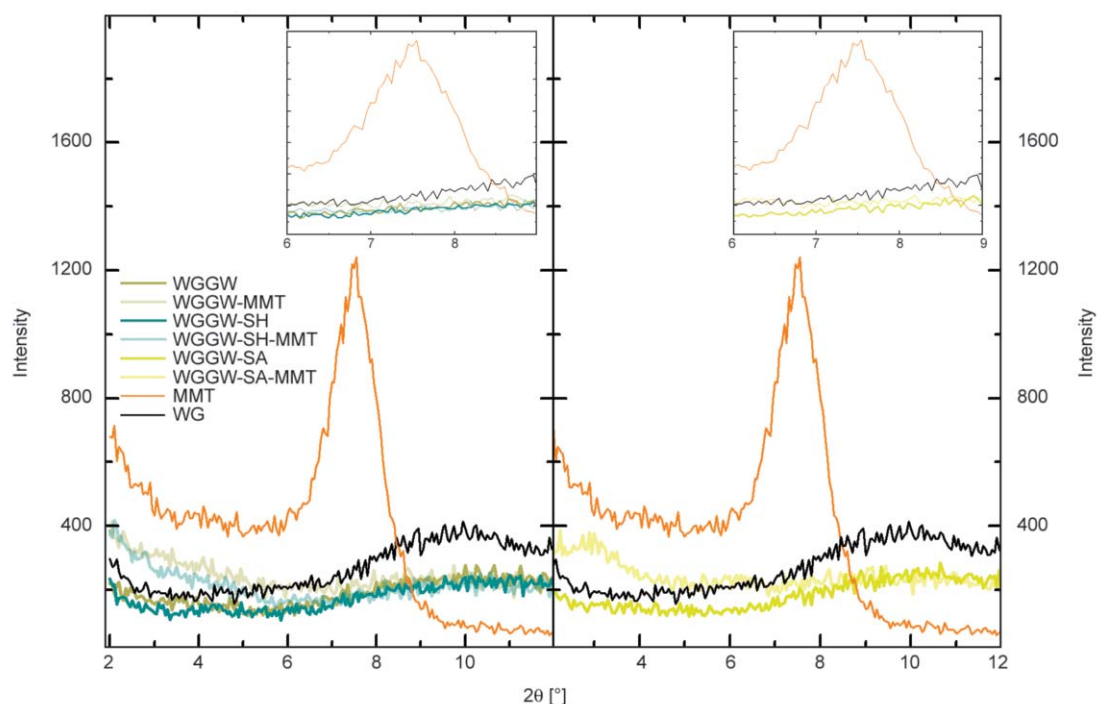 6 7 8
6 7 8 9
1600
1600
1200
1200
WGGW
WGGW-MMT
WGGW-SH
WGGW-SH-MMT
WGGW-SA
WGGW-SA-MMT
MMT
WG
Intensity
Intensity
800
800
400
400
2 4 6 8 10
4 6 8 10 12
2θ [°]